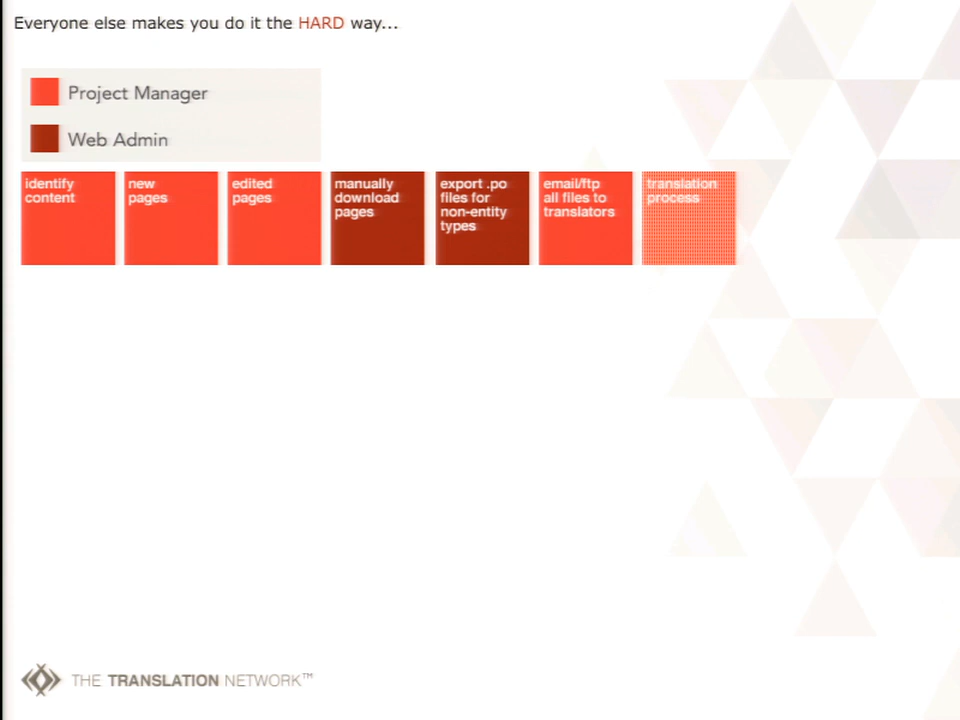 Everyone else makes you do it the HARD way...
Project Manager
Web Admin
identify
content
new
pages
edited
pages
manually
download
pages
export .po
files for
non-entity
types
email/ftp
all files to
translators
translation
process
THE TRANSLATION NETWORK™